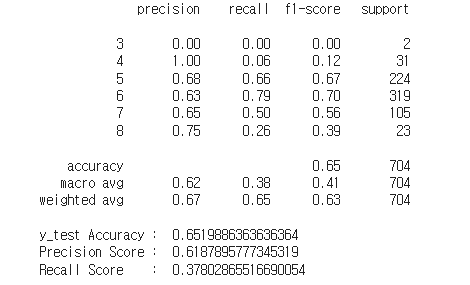 precision recall f1-score support
3 0.00 0.00 0.00 2
4 1.00 0.06 0.12 31
5 0.68 0.66 0.67 224
6 0.63 0.79 0.70 319
7 0.65 0.50 0.56 105
8 0.75 0.26 0.39 23
accuracy 0.65 704
macro avg 0.62 0.38 0.41 704
weighted avg 0.67 0.65 0.63 704
y_test Accuracy : 0.6519886363636364
Precision Score : 0.6187895777345319
Recall Score : 0.37802865516690054